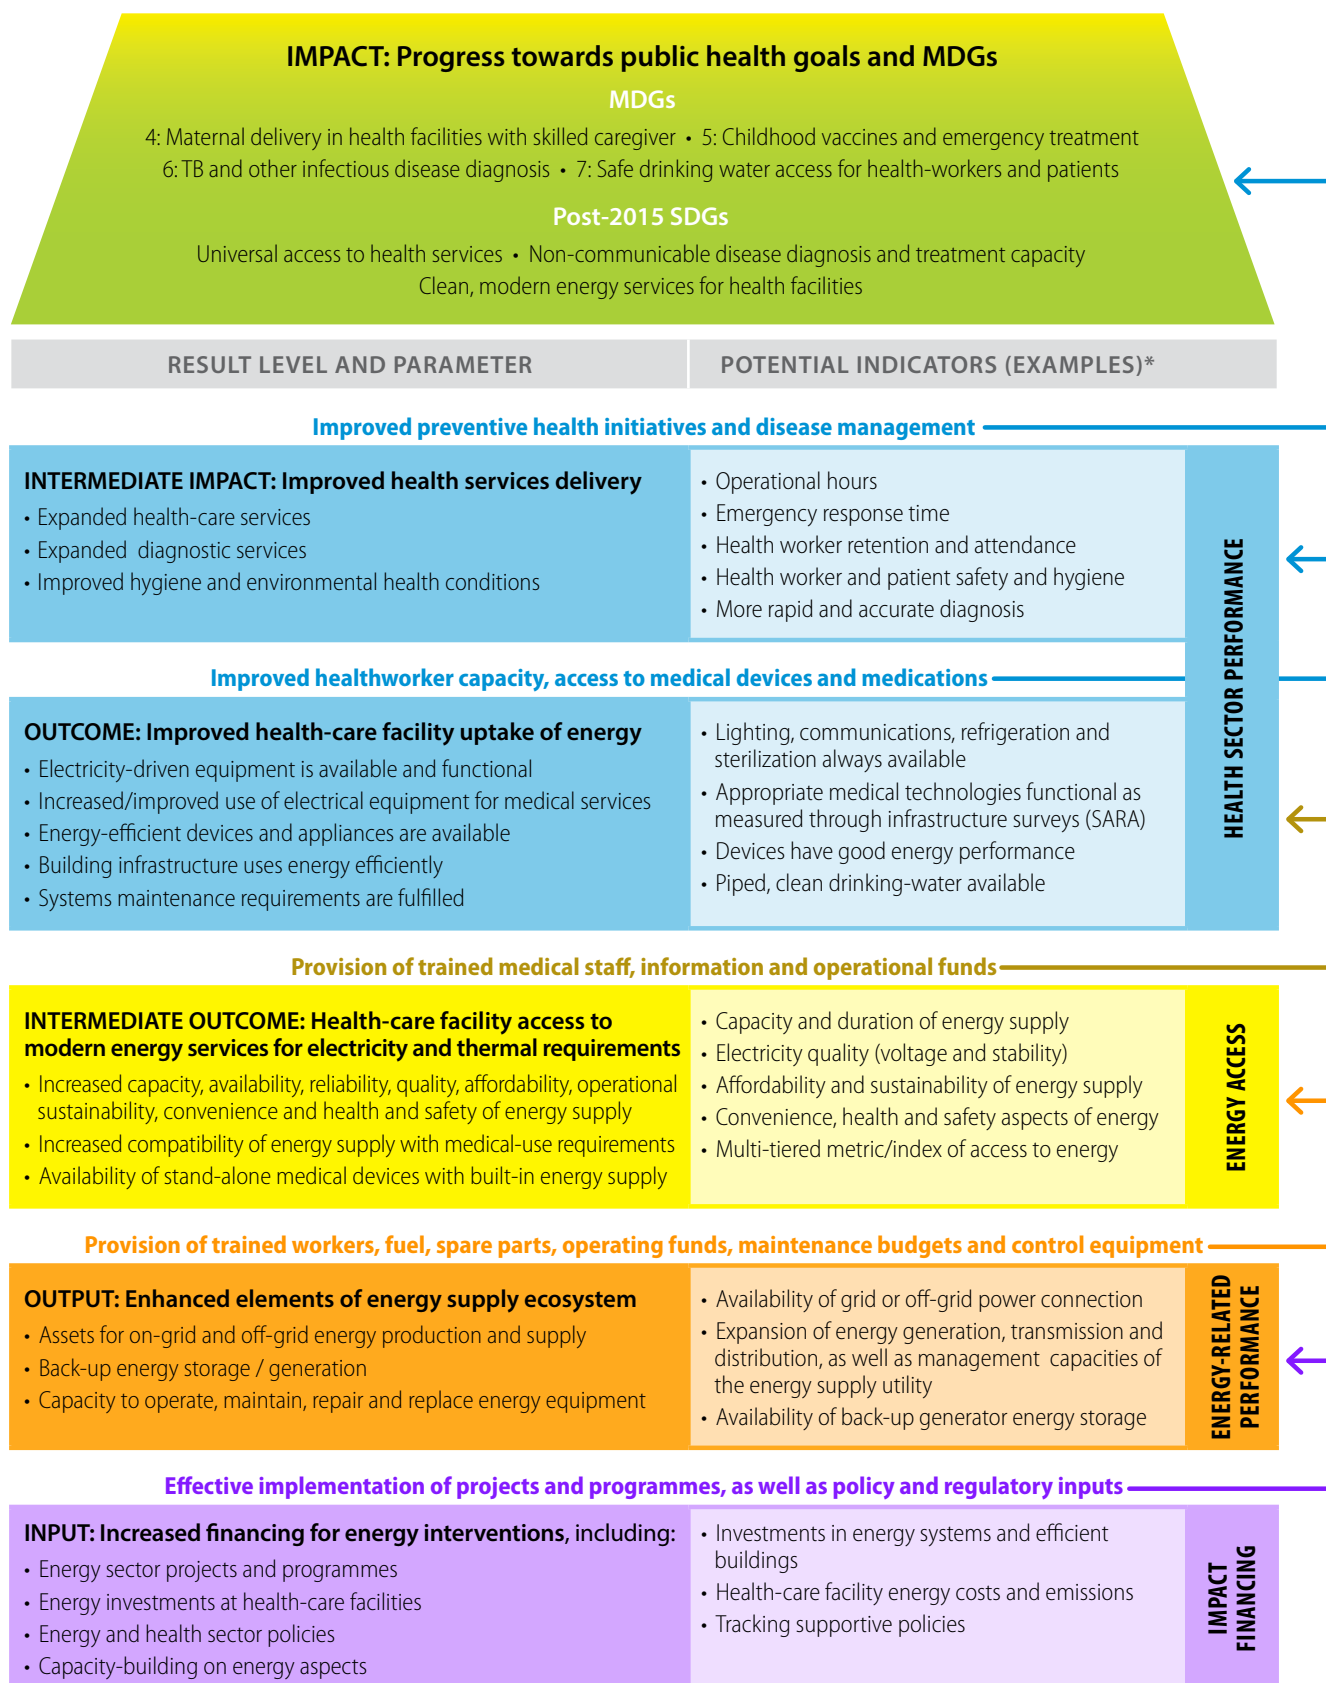 IMPACT: Progress towards public health goals and MDGs
MDGs
4: Maternal delivery in health facilities with skilled caregiver • 5: Childhood vaccines and emergency treatment
6: TB and other infectious disease diagnosis • 7: Safe drinking water access for health-workers and patients
Post-2015 SDGs
Universal access to health services • Non-communicable disease diagnosis and treatment capacity
Clean, modern energy services for health facilities
RESULT LEVEL AND PARAMETER
POTENTIAL INDICATORS (EXAMPLES)*
Improved preventive health initiatives and disease management
INTERMEDIATE IMPACT: Improved health services delivery
• Expanded health-care services
• Expanded diagnostic services
• Improved hygiene and environmental health conditions
• Operational hours
• Emergency response time
• Health worker retention and attendance
• Health worker and patient safety and hygiene
• More rapid and accurate diagnosis
HEALTH SECTOR PERFORMANCE
Improved healthworker capacity, access to medical devices and medications
OUTCOME: Improved health-care facility uptake of energy
• Electricity-driven equipment is available and functional
• Increased/improved use of electrical equipment for medical services
• Energy-efficient devices and appliances are available
• Building infrastructure uses energy efficiently
• Systems maintenance requirements are fulfilled
• Lighting, communications, refrigeration and
sterilization always available
• Appropriate medical technologies functional as
measured through infrastructure surveys (SARA)
• Devices have good energy performance
• Piped, clean drinking-water available
Provision of trained medical staff, information and operational funds
INTERMEDIATE OUTCOME: Health-care facility access to
modern energy services for electricity and thermal requirements
• Increased capacity, availability, reliability, quality, affordability, operational
sustainability, convenience and health and safety of energy supply
• Increased compatibility of energy supply with medical-use requirements
• Availability of stand-alone medical devices with built-in energy supply
• Capacity and duration of energy supply
• Electricity quality (voltage and stability)
• Affordability and sustainability of energy supply
• Convenience, health and safety aspects of energy
• Multi-tiered metric/index of access to energy
ENERGY ACCESS
Provision of trained workers, fuel, spare parts, operating funds, maintenance budgets and control equipment
OUTPUT: Enhanced elements of energy supply ecosystem
• Assets for on-grid and off-grid energy production and supply
• Back-up energy storage / generation
• Capacity to operate, maintain, repair and replace energy equipment
• Availability of grid or off-grid power connection
• Expansion of energy generation, transmission and
distribution, as well as management capacities of
the energy supply utility
• Availability of back-up generator energy storage
ENERGY-RELATED
PERFORMANCE
Effective implementation of projects and programmes, as well as policy and regulatory inputs
INPUT: Increased financing for energy interventions, including:
• Energy sector projects and programmes
• Energy investments at health-care facilities
• Energy and health sector policies
• Capacity-building on energy aspects
• Investments in energy systems and efficient
buildings
• Health-care facility energy costs and emissions
• Tracking supportive policies
IMPACT
FINANCING